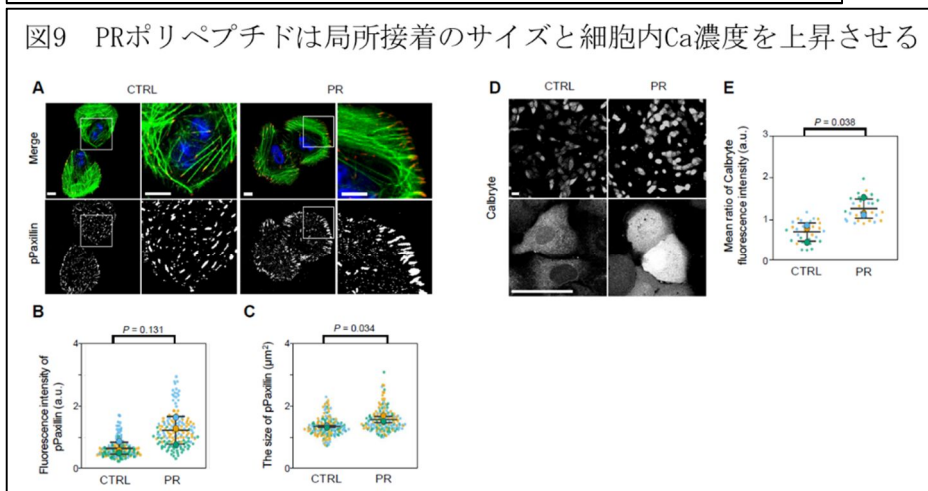 図9　PRポリペプチドは局所接着のサイズと細胞内Ca濃度を上昇させる
A
CTRL
PR
Merge
pPaxillin
B
P = 0.131
Fluorescence intensity of
pPaxillin (a.u.)
4
2
0
CTRL
PR
C
P = 0.034
The size of pPaxillin (μm²)
4
2
0
CTRL
PR
D
CTRL
PR
Calbryte
E
P = 0.038
Mean ratio of Calbryte
fluorescence intensity (a.u.)
3
2
1
0
CTRL
PR